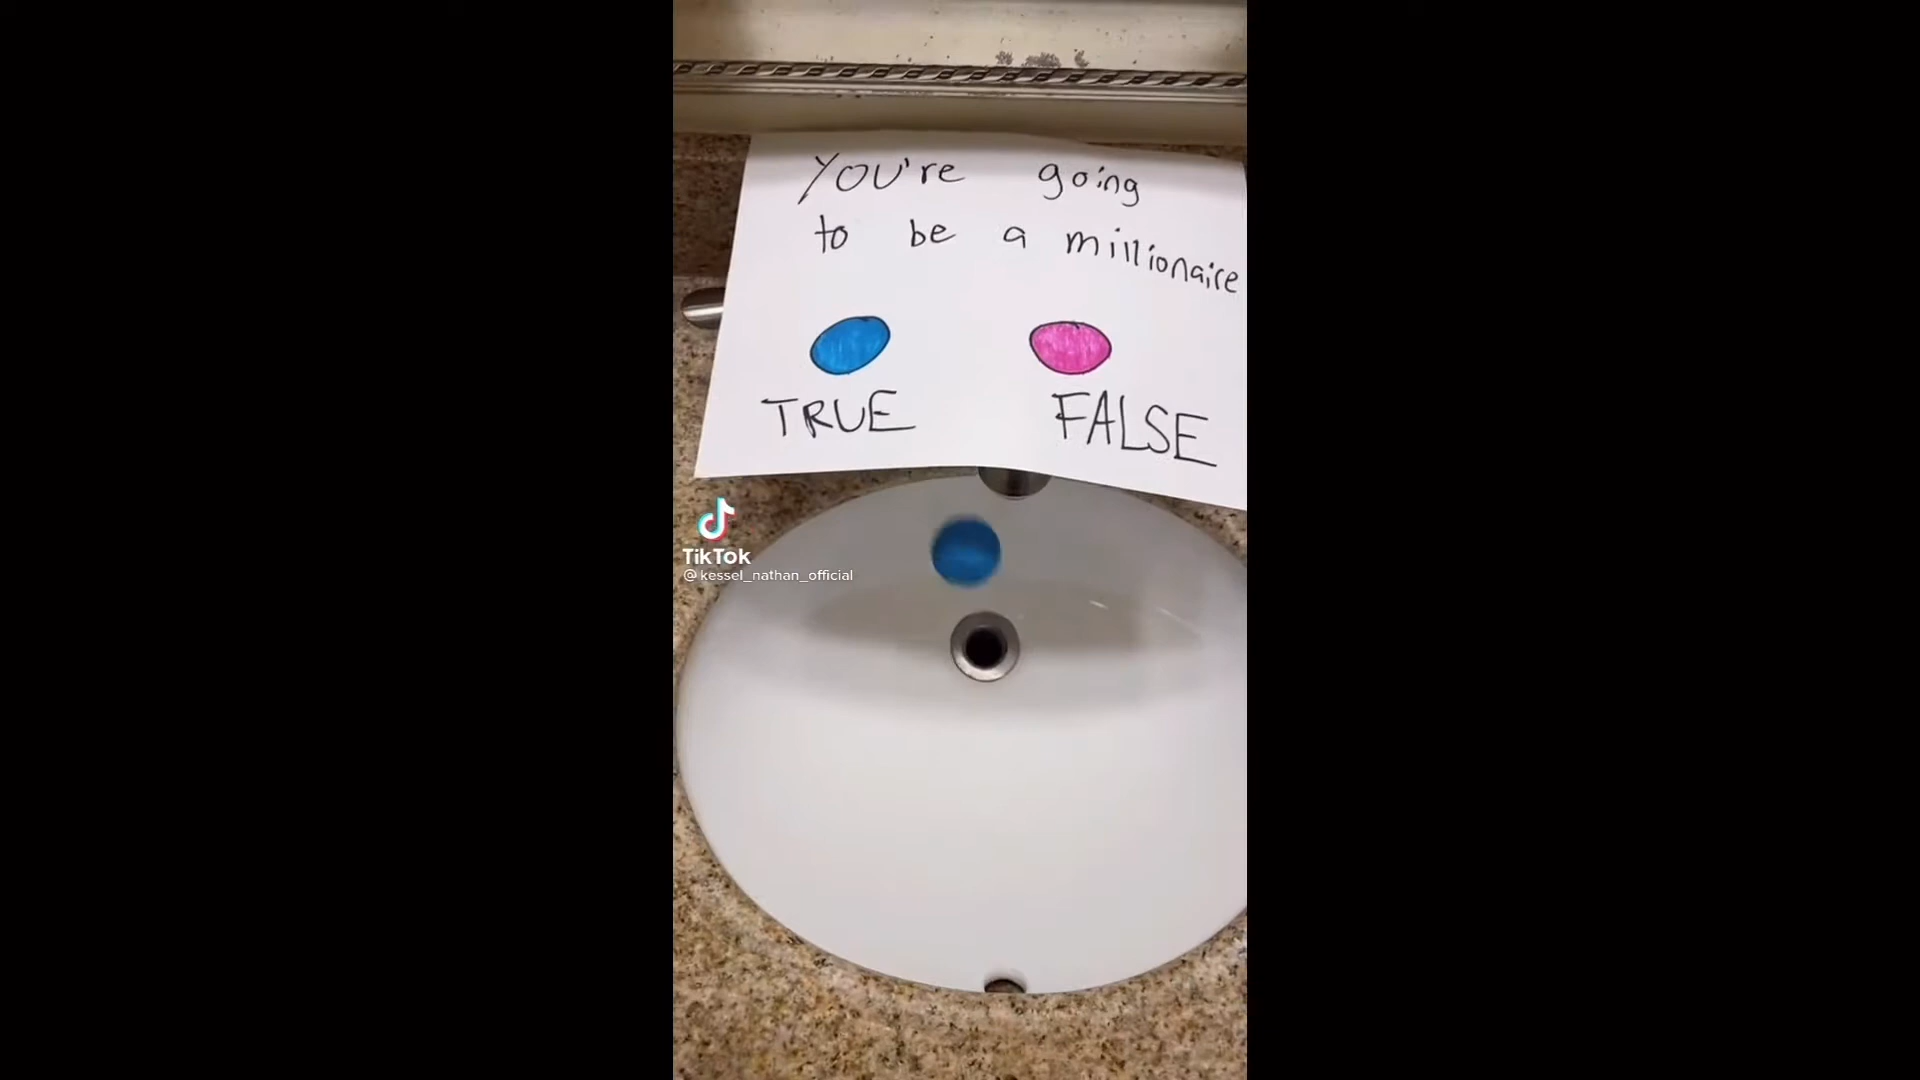 You're going
to be a millionaire
TRUE FALSE
TikTok
@kessel_nathan_official